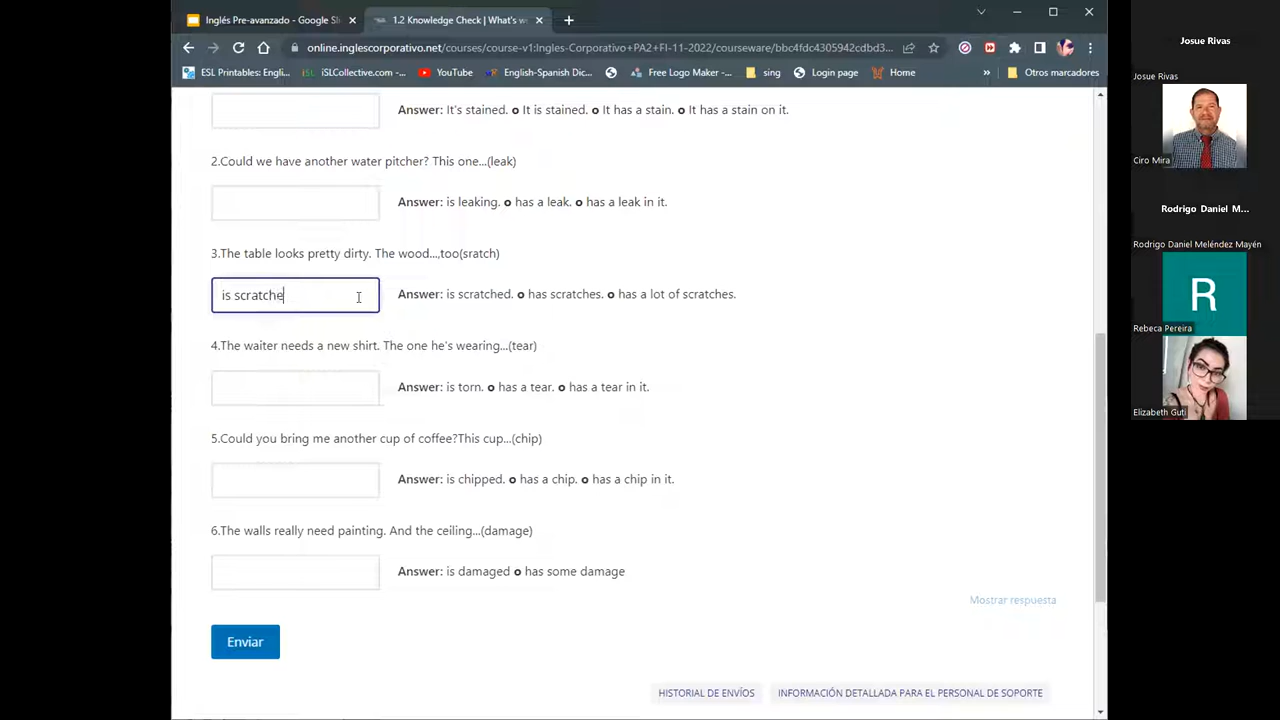 Inglés Pre-avanzado - Google Sl
1.2 Knowledge Check | What's w
online.inglescorporativo.net/courses/course-v1:Ingles-Corporativo+PA2+FI-11-2022/courseware/bbc4fdc4305942cdbd3...
ESL Printables: Engli...
iSLCollective.com -...
YouTube
English-Spanish Dic...
Free Logo Maker -...
sing
Login page
Home
»
Otros marcadores
Answer: It's stained. o It is stained. o It has a stain. o It has a stain on it.
2.Could we have another water pitcher? This one...(leak)
Answer: is leaking. o has a leak. o has a leak in it.
3.The table looks pretty dirty. The wood...,too(sratch)
is scratche
Answer: is scratched. o has scratches. o has a lot of scratches.
4.The waiter needs a new shirt. The one he's wearing...(tear)
Answer: is torn. o has a tear. o has a tear in it.
5.Could you bring me another cup of coffee?This cup...(chip)
Answer: is chipped. o has a chip. o has a chip in it.
6.The walls really need painting. And the ceiling...(damage)
Answer: is damaged o has some damage
Mostrar respuesta
Enviar
HISTORIAL DE ENVÍOS
INFORMACIÓN DETALLADA PARA EL PERSONAL DE SOPORTE
Josue Rivas
Josue Rivas
Ciro Mira
Rodrigo Daniel M...
Rodrigo Daniel Meléndez Mayén
R
Rebeca Pereira
Elizabeth Guti